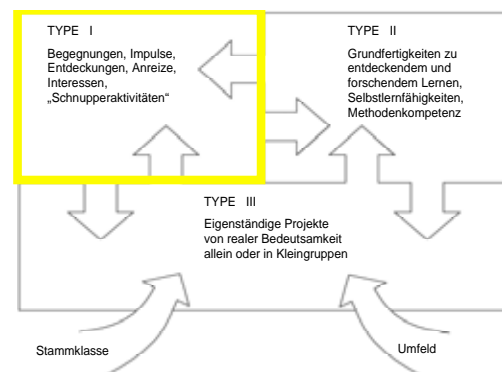 TYPE I
Begegnungen, Impulse,
Entdeckungen, Anreize,
Interessen,
„Schnupperaktivitäten“
TYPE II
Grundfertigkeiten zu
entdeckendem und
forschendem Lernen,
Selbstlernfähigkeiten,
Methodenkompetenz
TYPE III
Eigenständige Projekte
von realer Bedeutsamkeit
allein oder in Kleingruppen
Stammklasse
Umfeld